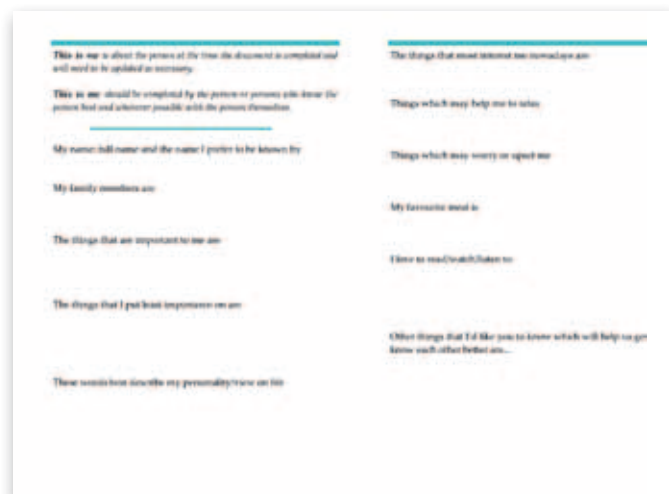 This is me is about the person at the time the document is completed and
will need to be updated as necessary.
This is me should be completed by the person or persons who know the
person best and wherever possible with the person themselves.
My name: full name and the name I prefer to be known by
My family members are
The things that are important to me are
The things that I put least importance on are
These words best describe my personality/view on life
The things that most interest me nowadays are
Things which may help me to relax
Things which may worry or upset me
My favourite meal is
I love to read/watch/listen to
Other things that I'd like you to know which will help us get
know each other better are...